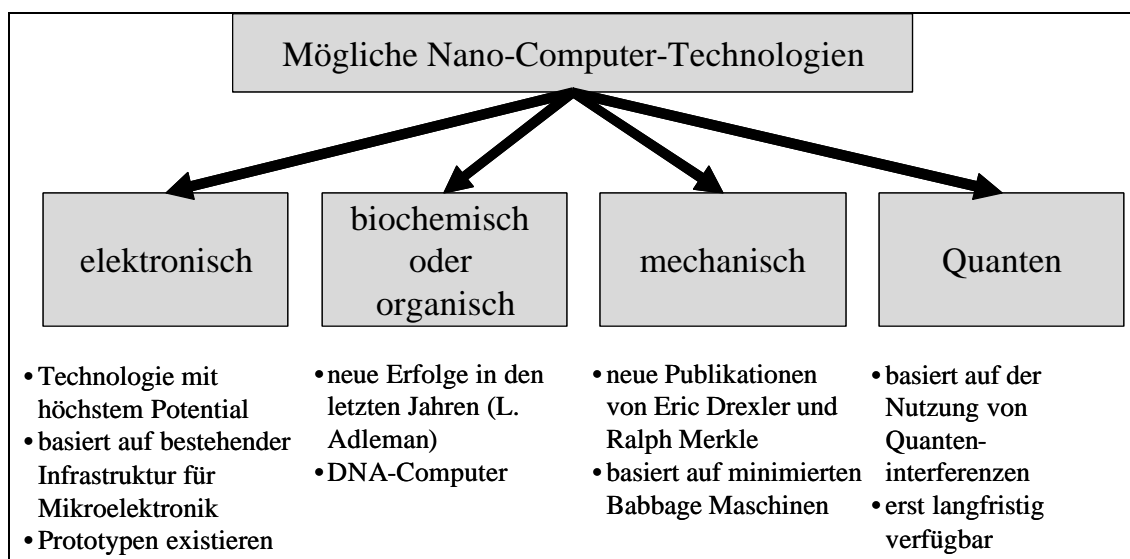 Mögliche Nano-Computer-Technologien
elektronisch
biochemisch
oder
organisch
mechanisch
Quanten
• Technologie mit
höchstem Potential
• basiert auf bestehender
Infrastruktur für
Mikroelektronik
• Prototypen existieren
• neue Erfolge in den
letzten Jahren (L.
Adleman)
• DNA-Computer
• neue Publikationen
von Eric Drexler und
Ralph Merkle
• basiert auf minimierten
Babbage Maschinen
• basiert auf der
Nutzung von
Quanten-
interferenzen
• erst langfristig
verfügbar